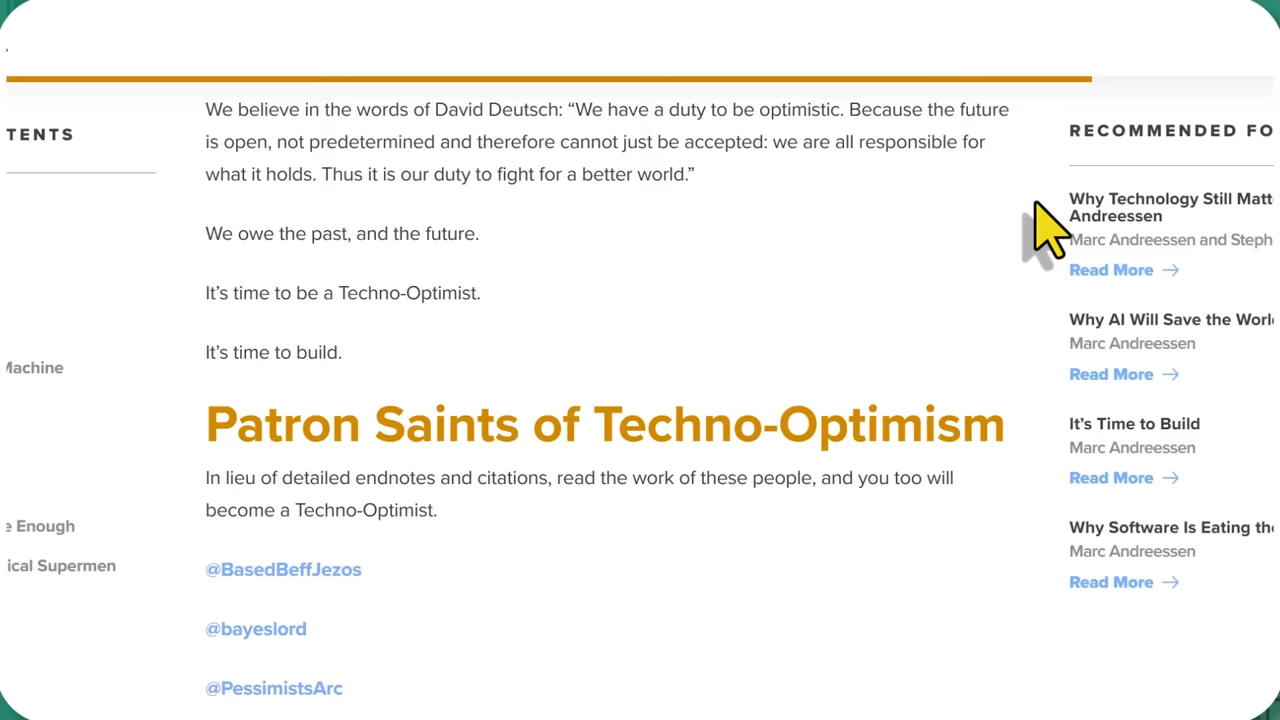 TENTS
Machine
e Enough
ical Supermen
We believe in the words of David Deutsch: “We have a duty to be optimistic. Because the future
is open, not predetermined and therefore cannot just be accepted: we are all responsible for
what it holds. Thus it is our duty to fight for a better world.”
We owe the past, and the future.
It’s time to be a Techno-Optimist.
It’s time to build.
Patron Saints of Techno-Optimism
In lieu of detailed endnotes and citations, read the work of these people, and you too will
become a Techno-Optimist.
@BasedBeffJezos
@bayeslord
@PessimistsArc
RECOMMENDED FO
Why Technology Still Matt
Andreessen
Marc Andreessen and Steph
Read More →
Why AI Will Save the Worl
Marc Andreessen
Read More →
It’s Time to Build
Marc Andreessen
Read More →
Why Software Is Eating the
Marc Andreessen
Read More →